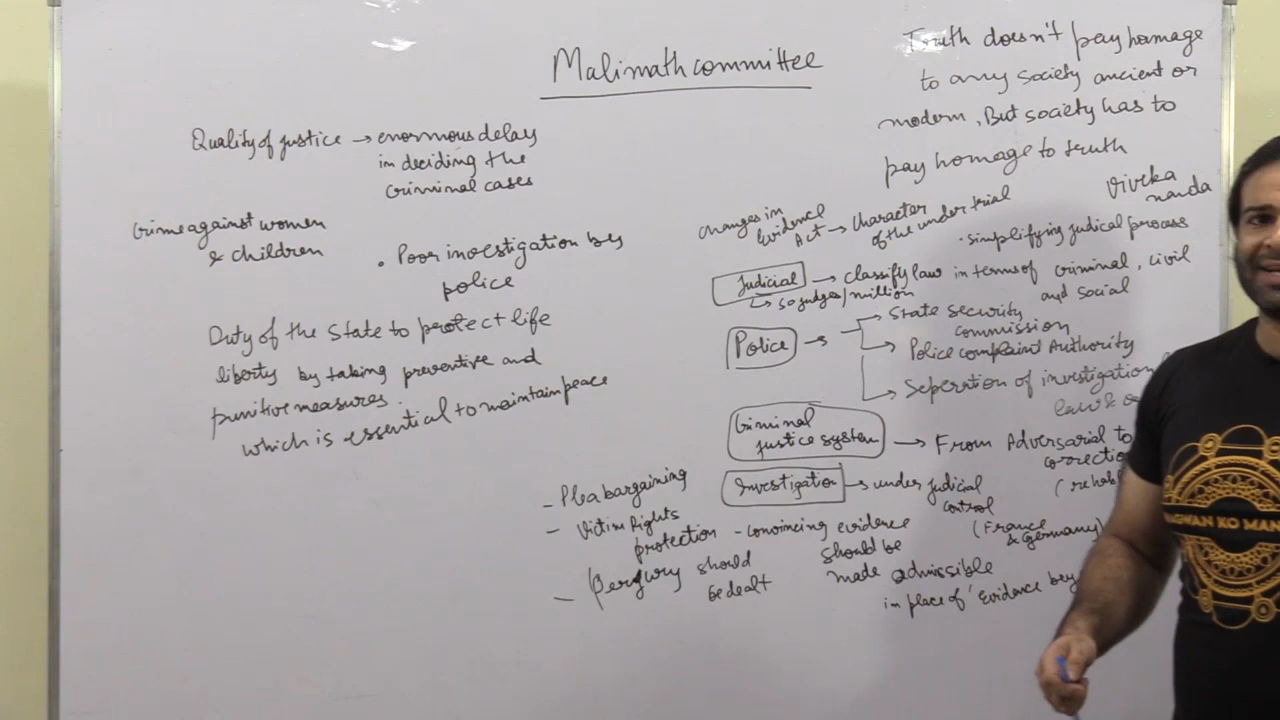 Malimath committee
Truth doesn't pay homage
to any society ancient or
modern, But society has to
pay homage to truth
Viveka
nanda
Quality of justice → enormous delay
in deciding the
criminal cases
Crime against women
& children
• Poor investigation by
police
Duty of the State to protect life
liberty by taking preventive and
punitive measures.
which is essential to maintain peace
changes in
Evidence
Act → Character
of the under trial
• simplifying judical process
Judicial → classify law in terms of criminal, civil
and social
↳ 50 judges/million
Police → State security
commission
→ Police complaint Authority
→ Seperation of investigation
law &
Criminal
justice system → From Adversarial to
(
Investigation → under judicial
control
(France
& Germany)
- Plea bargaining
- Victim Rights
protection
- convincing evidence
should be
made admissible
in place of 'Evidence bey
- Perjury should
be dealt
AGWAN KO MAN